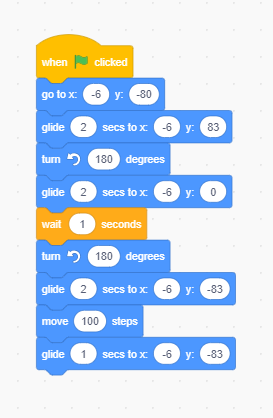 when clicked
go to x: -6 y: -80
glide 2 secs to x: -6 y: 83
turn 180 degrees
glide 2 secs to x: -6 y: 0
wait 1 seconds
turn 180 degrees
glide 2 secs to x: -6 y: -83
move 100 steps
glide 1 secs to x: -6 y: -83